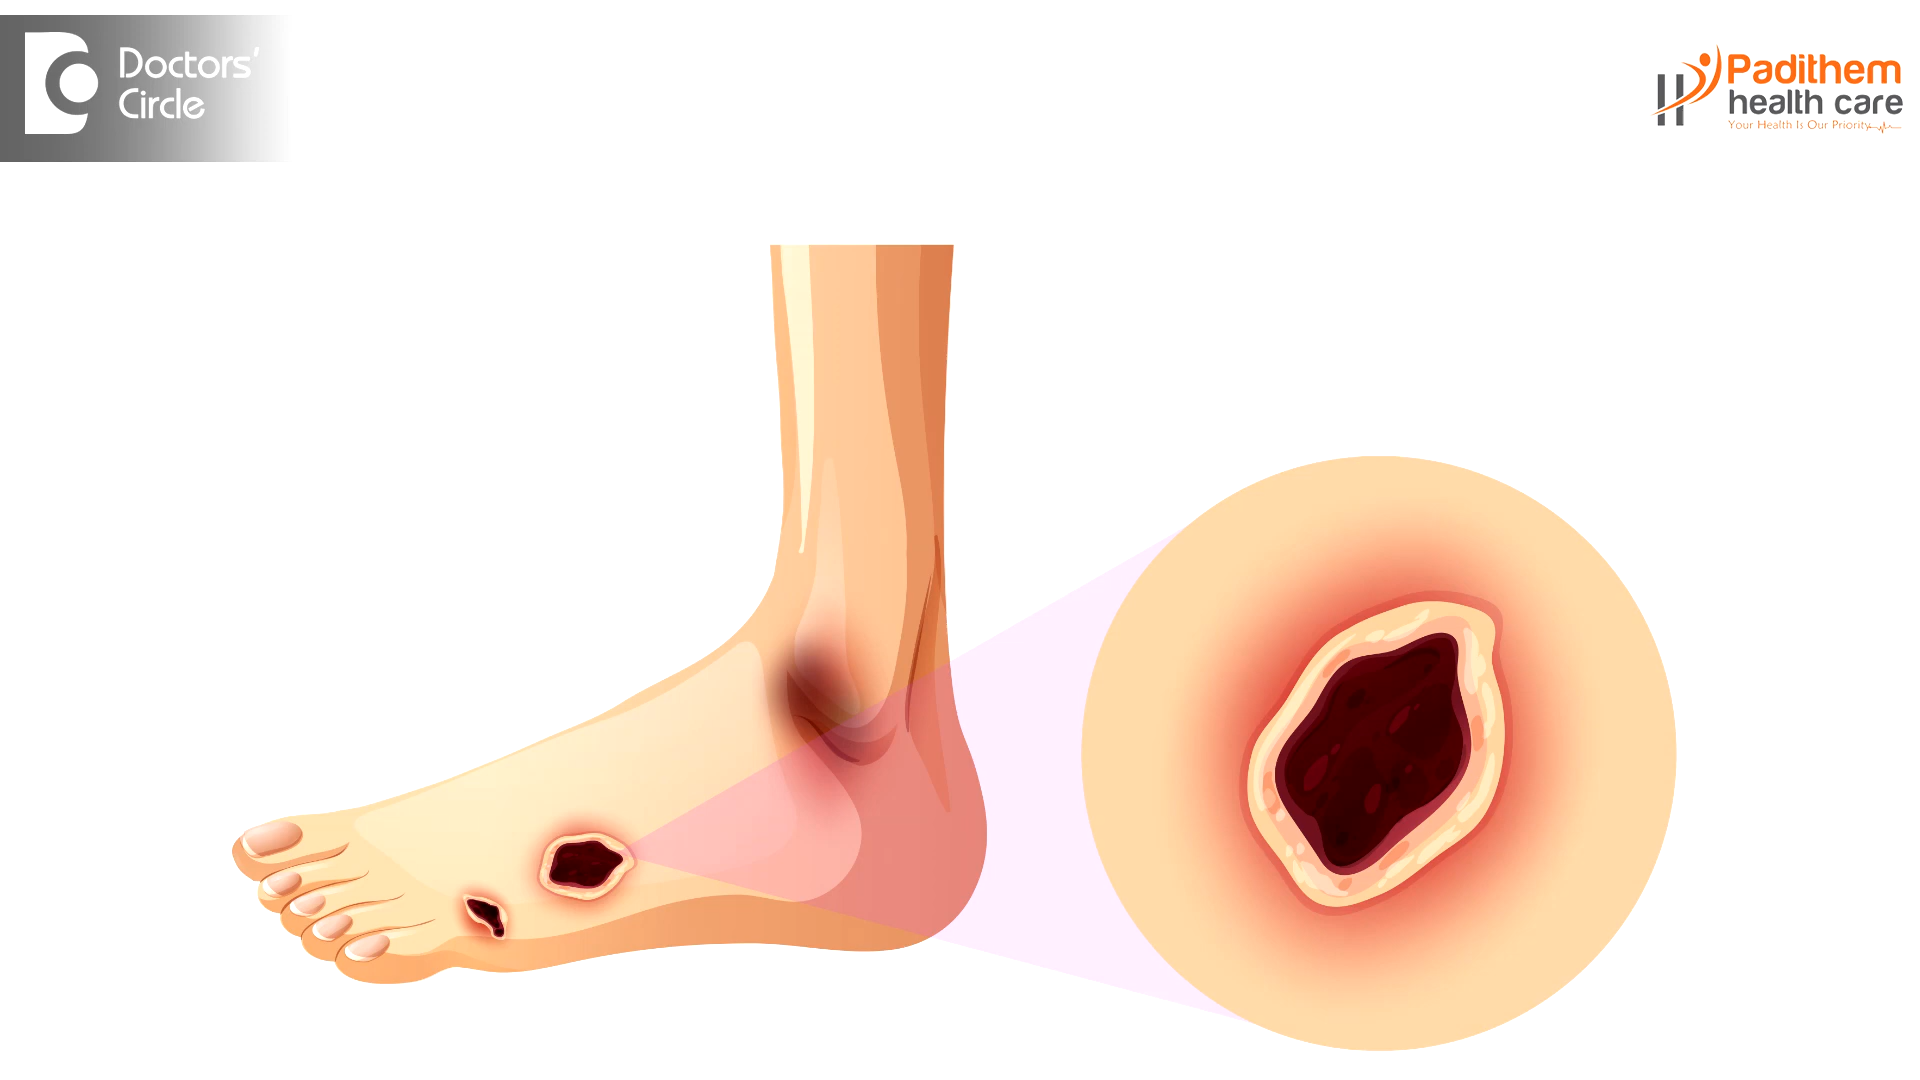 Doctors'
Circle
Padithem
health care
Your Health Is Our Priority